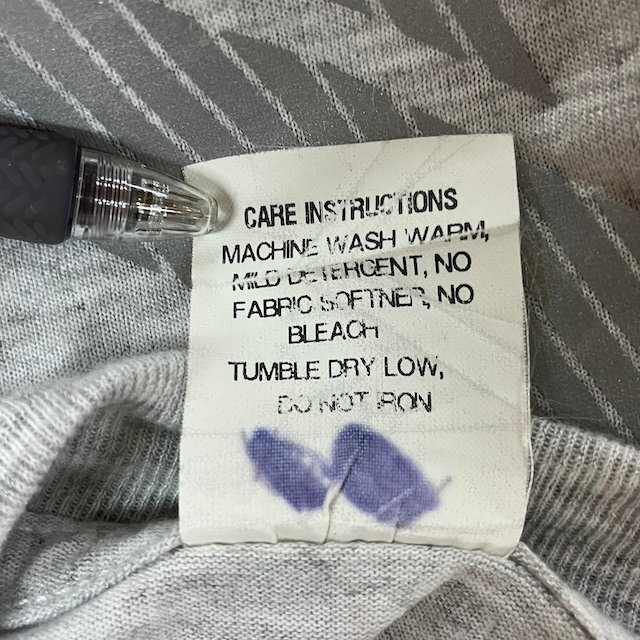 CARE INSTRUCTIONS
MACHINE WASH WARM,
MILD DETERGENT, NO
FABRIC SOFTNER, NO
BLEACH
TUMBLE DRY LOW,
DO NOT IRON